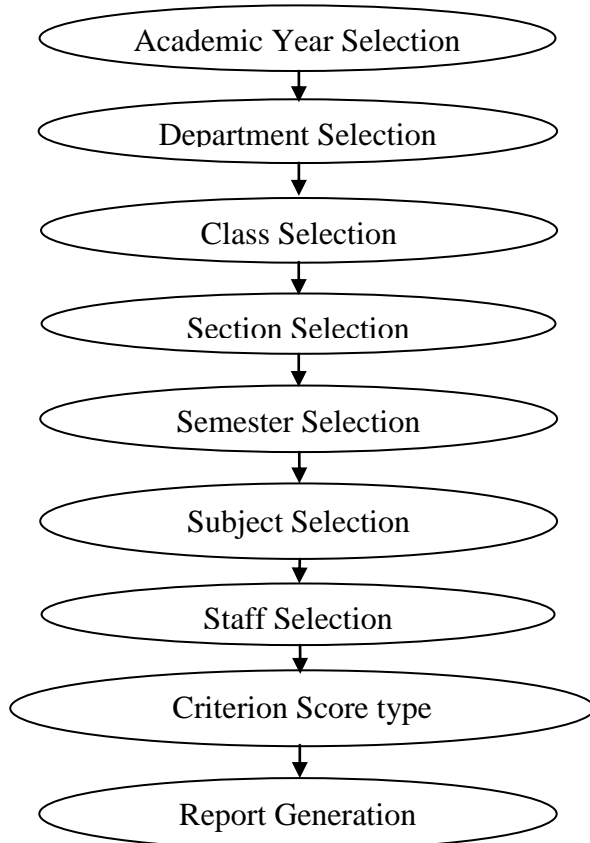 Academic Year Selection
Department Selection
Class Selection
Section Selection
Semester Selection
Subject Selection
Staff Selection
Criterion Score type
Report Generation